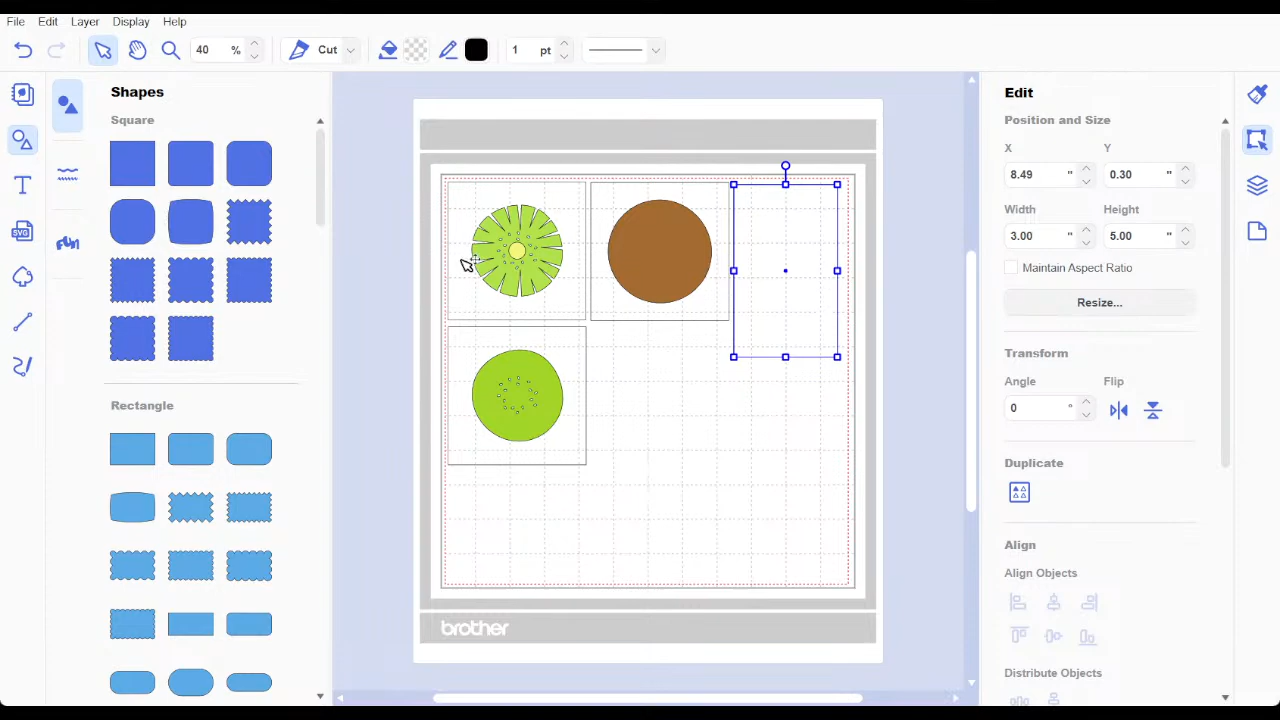 File Edit Layer Display Help
40 % Cut 1 pt
Shapes
Square
Rectangle
T
SVG
brother
Edit
Position and Size
X Y
8.49 " 0.30 "
Width Height
3.00 " 5.00 "
Maintain Aspect Ratio
Resize...
Transform
Angle Flip
0 °
Duplicate
Align
Align Objects
Distribute Objects